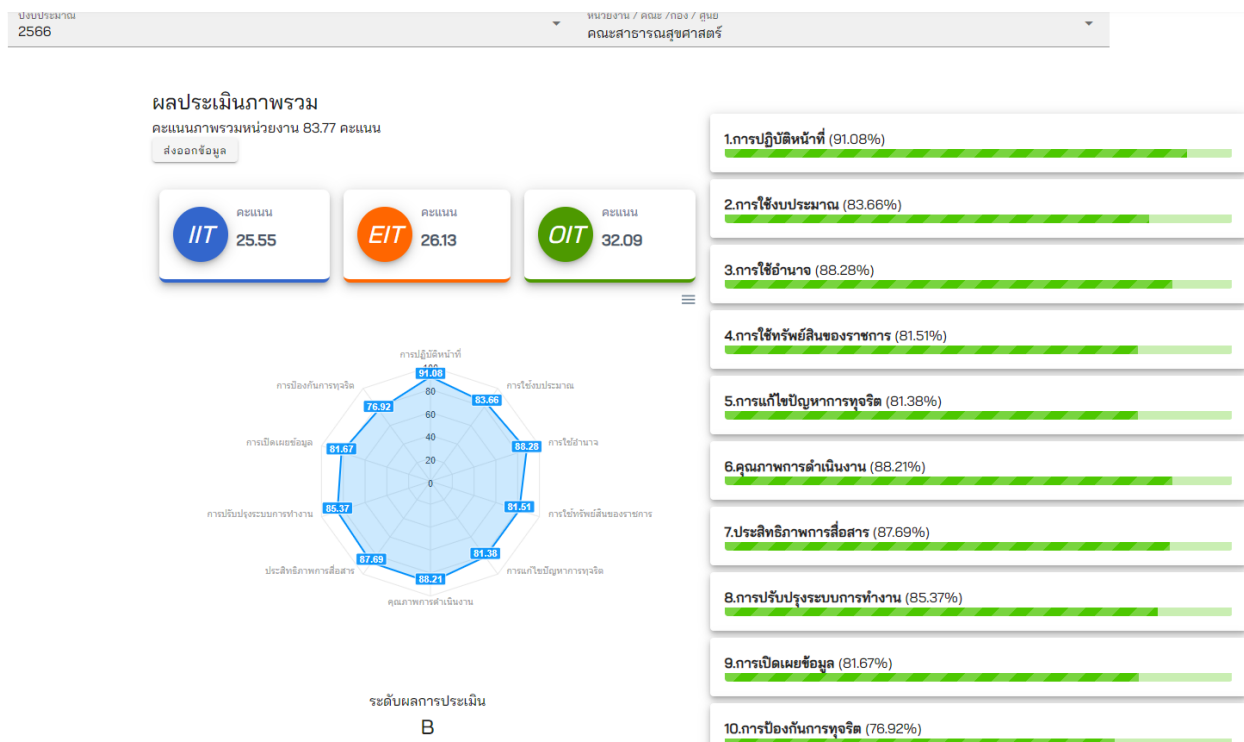 ปีงบประมาณ
2566
หน่วยงาน / คณะ /กอง / ศูนย์
คณะสาธารณสุขศาสตร์
ผลประเมินภาพรวม
คะแนนภาพรวมหน่วยงาน 83.77 คะแนน
ส่งออกข้อมูล
IIT
คะแนน
25.55
EIT
คะแนน
26.13
OIT
คะแนน
32.09
การปฏิบัติหน้าที่
100
91.08
การป้องกันการทุจริต
80
การใช้งบประมาณ
76.92
83.66
60
การเปิดเผยข้อมูล
81.67
40
88.28
การใช้อำนาจ
20
0
การปรับปรุงระบบการทำงาน
85.37
81.51
การใช้ทรัพย์สินของราชการ
87.69
81.38
ประสิทธิภาพการสื่อสาร
88.21
การแก้ไขปัญหาการทุจริต
คุณภาพการดำเนินงาน
ระดับผลการประเมิน
B
1.การปฏิบัติหน้าที่ (91.08%)
2.การใช้งบประมาณ (83.66%)
3.การใช้อำนาจ (88.28%)
4.การใช้ทรัพย์สินของราชการ (81.51%)
5.การแก้ไขปัญหาการทุจริต (81.38%)
6.คุณภาพการดำเนินงาน (88.21%)
7.ประสิทธิภาพการสื่อสาร (87.69%)
8.การปรับปรุงระบบการทำงาน (85.37%)
9.การเปิดเผยข้อมูล (81.67%)
10.การป้องกันการทุจริต (76.92%)